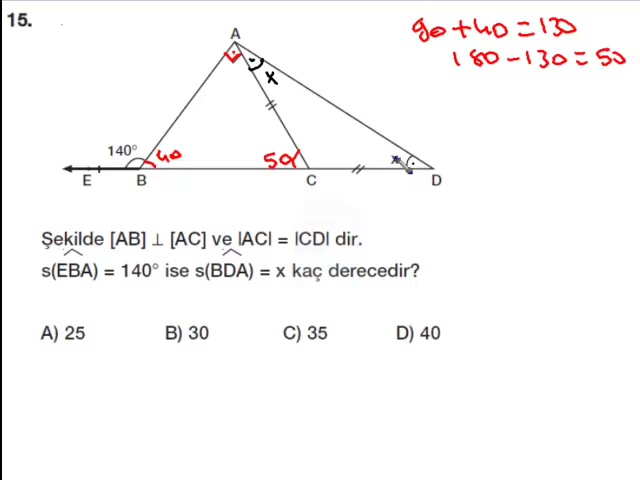 15.
90 + 40 = 130
180 - 130 = 50
A
x
140°
40
50
x
E B C D
Şekilde [AB] ⊥ [AC] ve |AC| = |CD| dir.
s(EBA) = 140° ise s(BDA) = x kaç derecedir?
A) 25 B) 30 C) 35 D) 40